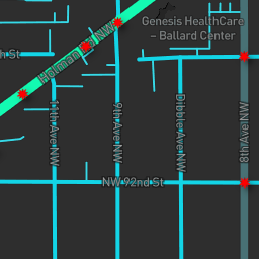 Genesis HealthCare
– Ballard Center
h St
Holman
NW
11th Ave NW
9th Ave NW
Dibble Ave NW
8th Ave NW
NW 92nd St